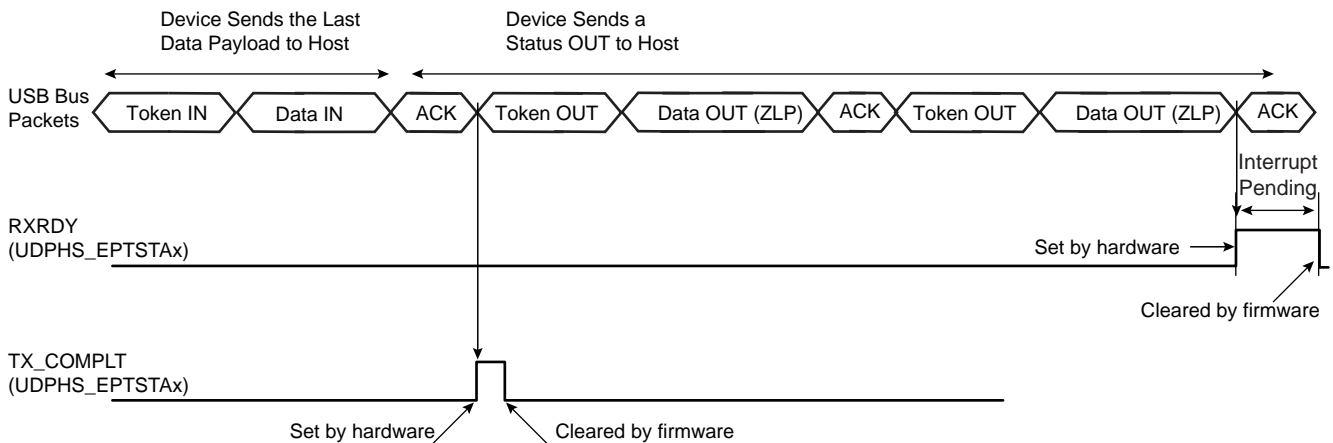 Device Sends the Last
Data Payload to Host
Device Sends a
Status OUT to Host
USB Bus
Packets
Token IN
Data IN
ACK
Token OUT
Data OUT (ZLP)
ACK
Token OUT
Data OUT (ZLP)
ACK
Interrupt
Pending
RXRDY
(UDPHS_EPTSTAx)
Set by hardware
Cleared by firmware
TX_COMPLT
(UDPHS_EPTSTAx)
Set by hardware
Cleared by firmware